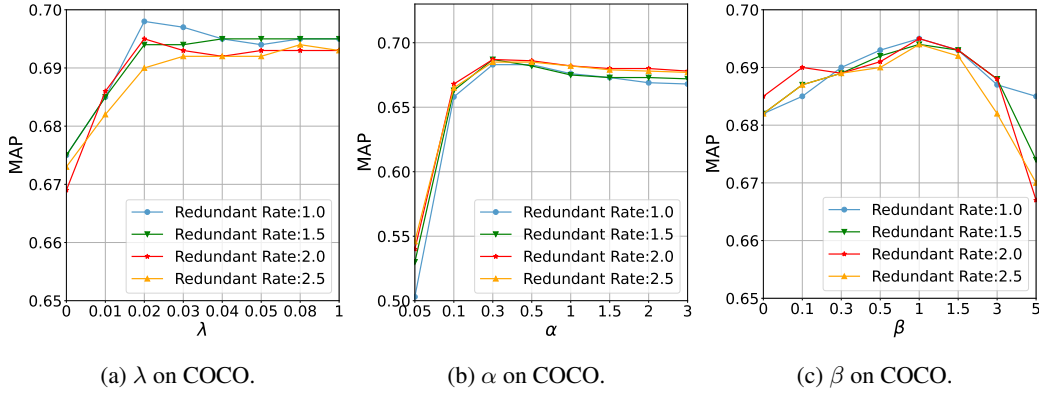 0.70
0.69
0.68
0.67
0.66
0.65
MAP
0 0.01 0.02 0.03 0.04 0.05 0.08 1
λ
Redundant Rate:1.0
Redundant Rate:1.5
Redundant Rate:2.0
Redundant Rate:2.5
(a) λ on COCO.
0.70
0.65
0.60
0.55
0.50
MAP
0.05 0.1 0.3 0.5 1 1.5 2 3
α
Redundant Rate:1.0
Redundant Rate:1.5
Redundant Rate:2.0
Redundant Rate:2.5
(b) α on COCO.
0.70
0.69
0.68
0.67
0.66
0.65
MAP
0 0.1 0.3 0.5 1 1.5 3 5
β
Redundant Rate:1.0
Redundant Rate:1.5
Redundant Rate:2.0
Redundant Rate:2.5
(c) β on COCO.